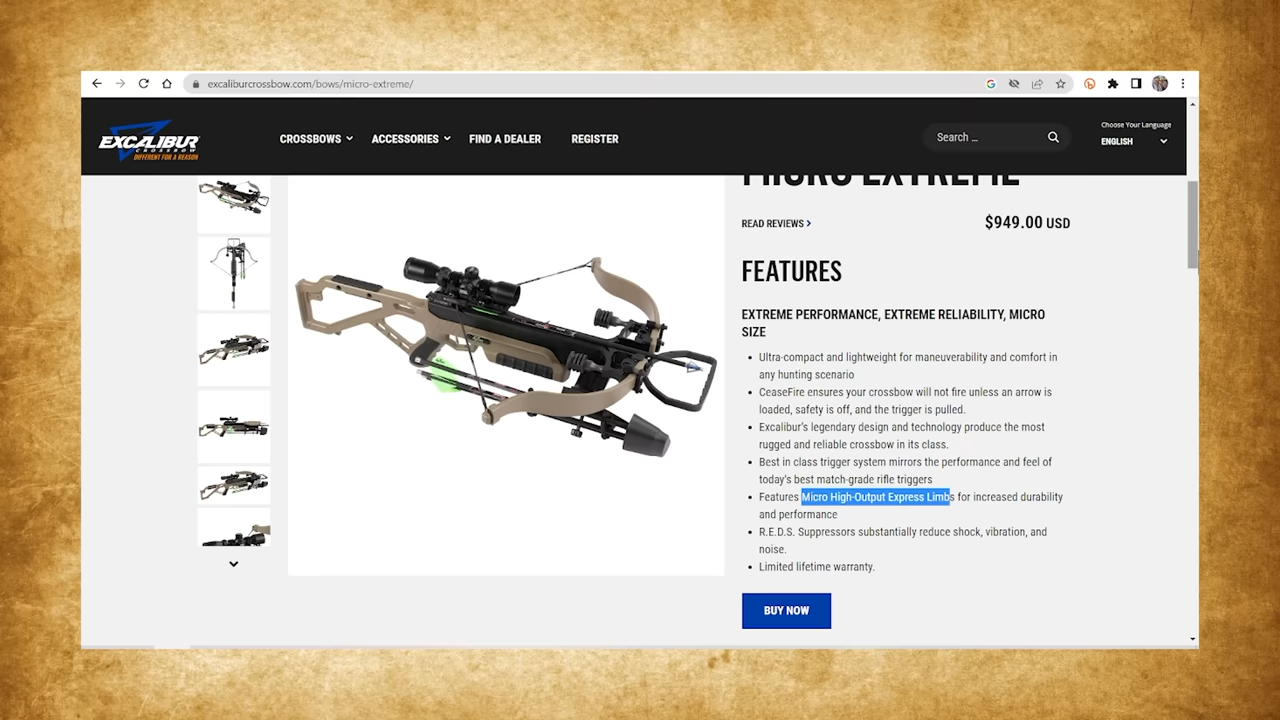 excaliburcrossbow.com/bows/micro-extreme/
EXCALIBUR
CROSSBOW
DIFFERENT FOR A REASON
CROSSBOWS
ACCESSORIES
FIND A DEALER
REGISTER
Search ...
Choose Your Language
ENGLISH
MICRO EXTREME
READ REVIEWS
$949.00 USD
FEATURES
EXTREME PERFORMANCE, EXTREME RELIABILITY, MICRO
SIZE
• Ultra-compact and lightweight for maneuverability and comfort in
any hunting scenario
• CeaseFire ensures your crossbow will not fire unless an arrow is
loaded, safety is off, and the trigger is pulled.
• Excalibur's legendary design and technology produce the most
rugged and reliable crossbow in its class.
• Best in class trigger system mirrors the performance and feel of
today's best match-grade rifle triggers
• Features Micro High-Output Express Limbs for increased durability
and performance
• R.E.D.S. Suppressors substantially reduce shock, vibration, and
noise.
• Limited lifetime warranty.
BUY NOW